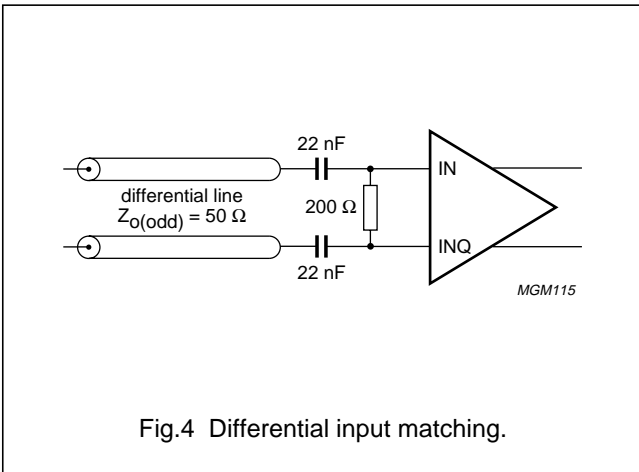 22 nF
IN
differential line
Zo(odd) = 50 Ω
200 Ω
INQ
22 nF
MGM115
Fig.4 Differential input matching.